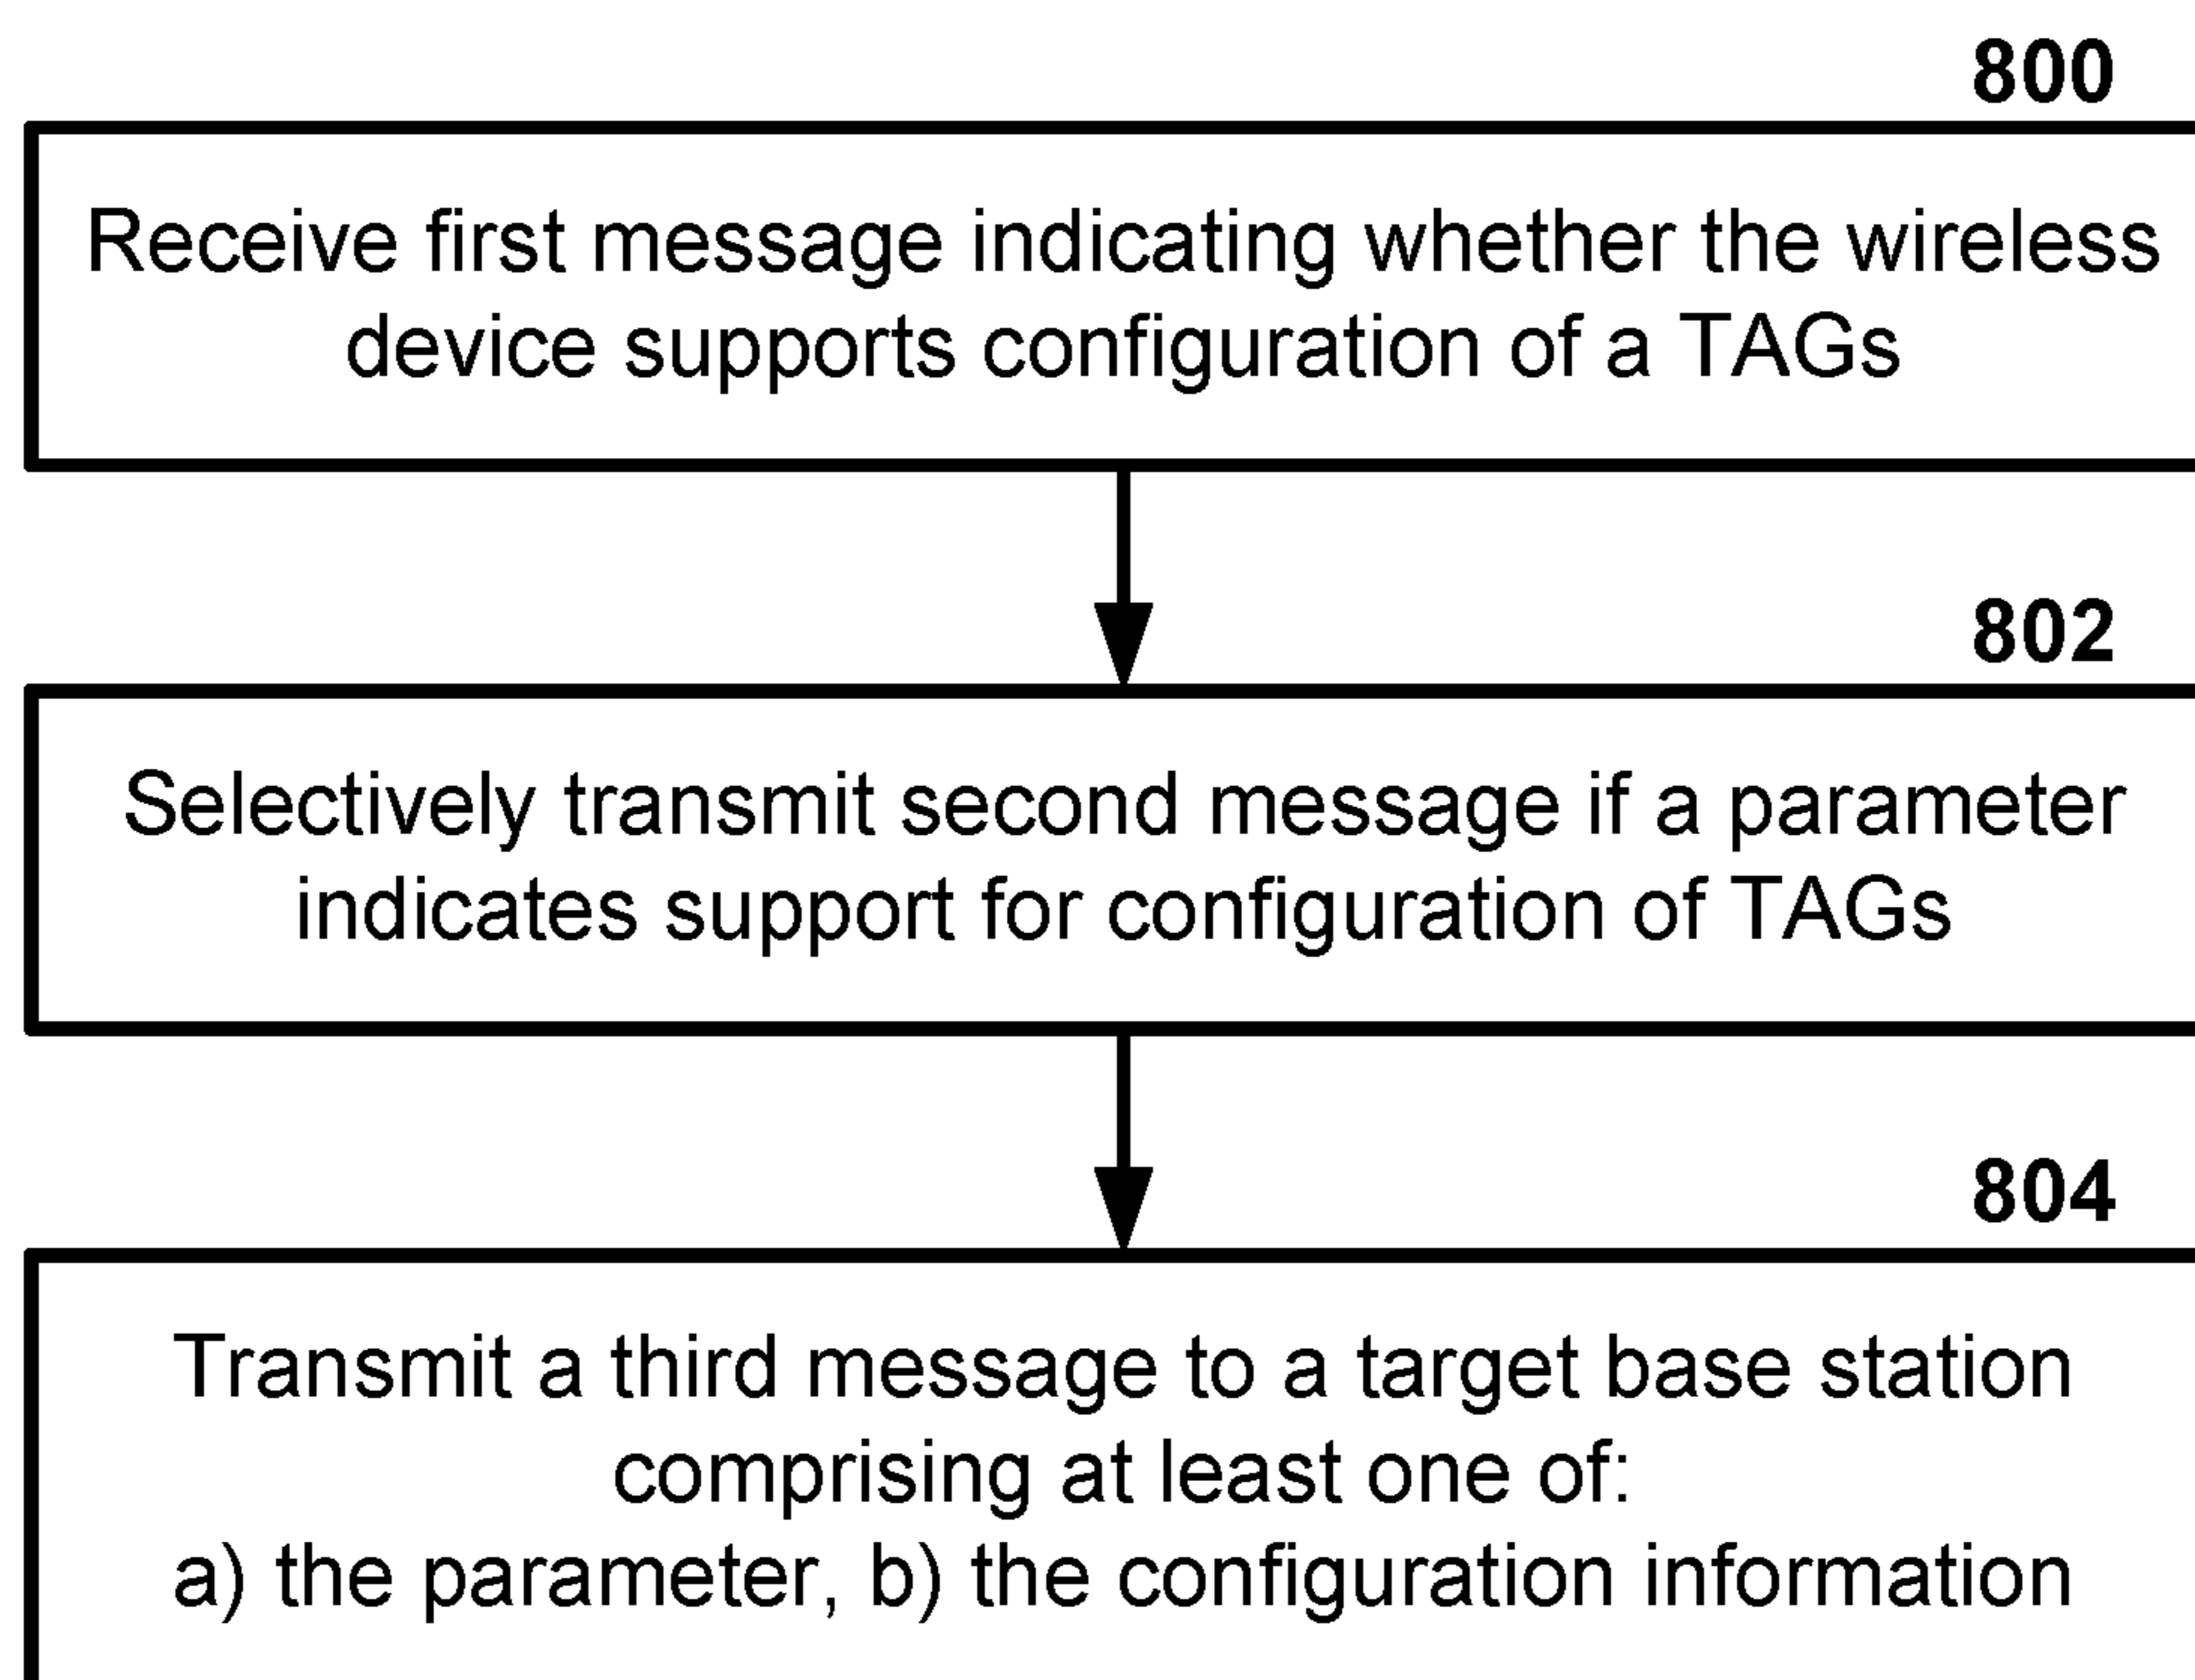 800
Receive first message indicating whether the wireless
device supports configuration of a TAGs
802
Selectively transmit second message if a parameter
indicates support for configuration of TAGs
804
Transmit a third message to a target base station
comprising at least one of:
a) the parameter, b) the configuration information